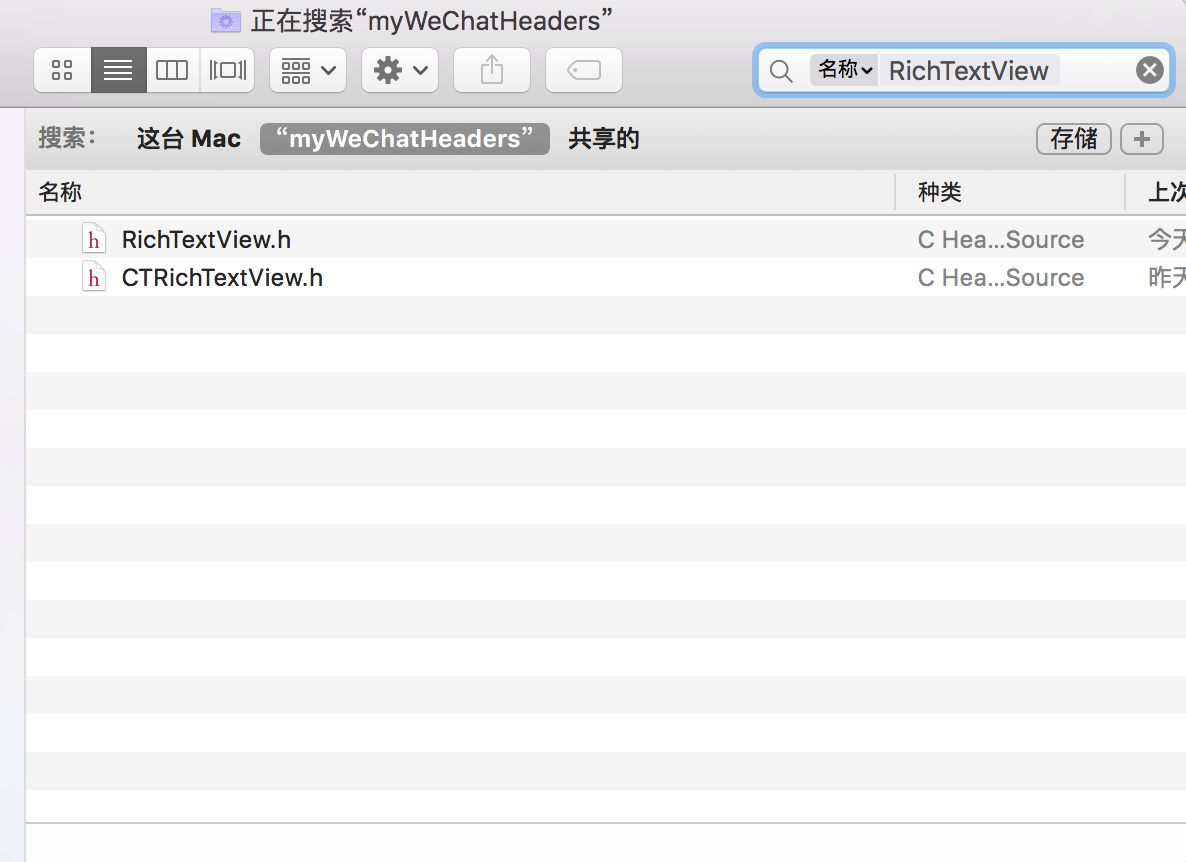 正在搜索“myWeChatHeaders”
名称 RichTextView
搜索： 这台 Mac “myWeChatHeaders” 共享的 存储 +
名称 种类 上次
h RichTextView.h C Hea...Source 今天
h CTRichTextView.h C Hea...Source 昨天